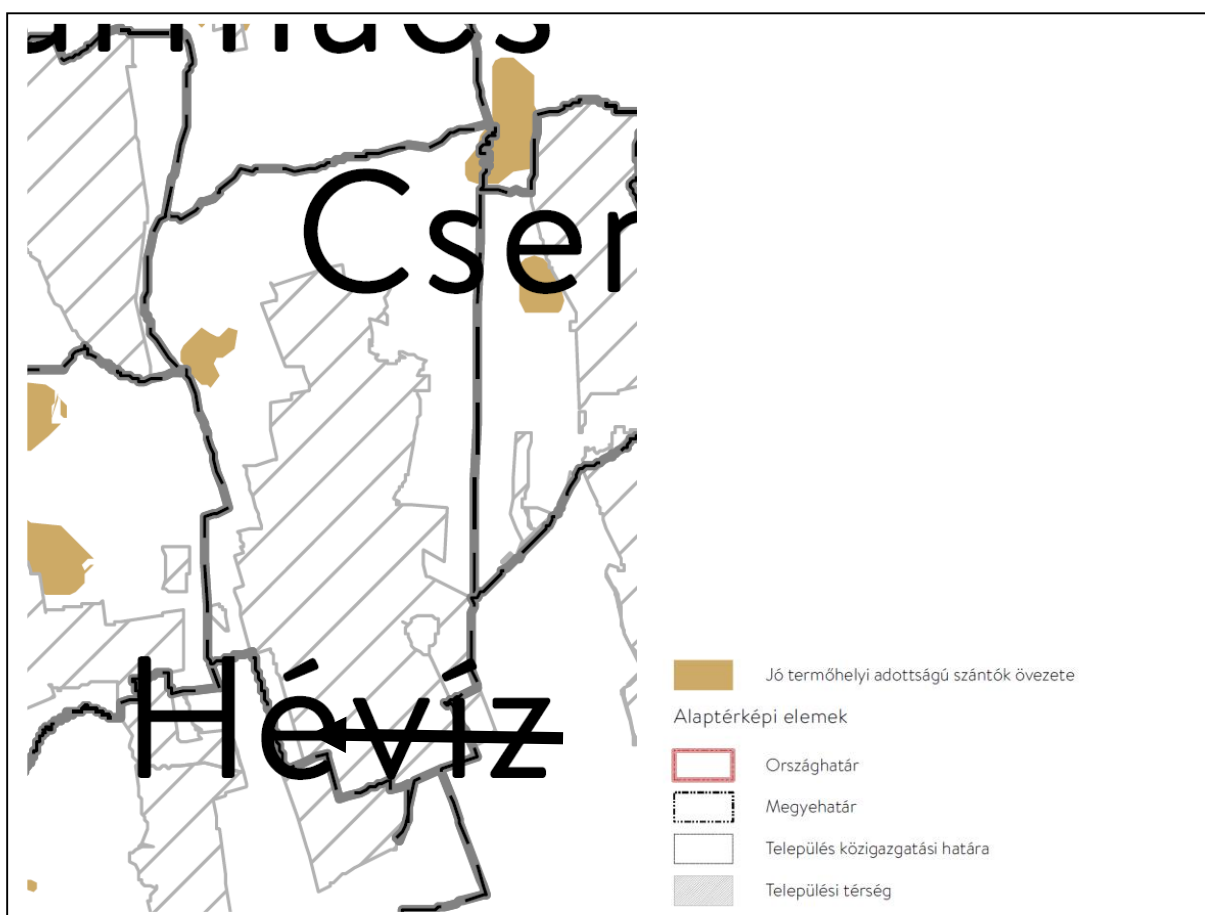 Cser
Hévíz
Jó termőhelyi adottságú szántók övezete
Alaptérképi elemek
Országhatár
Megyehatár
Település közigazgatási határa
Települési térség